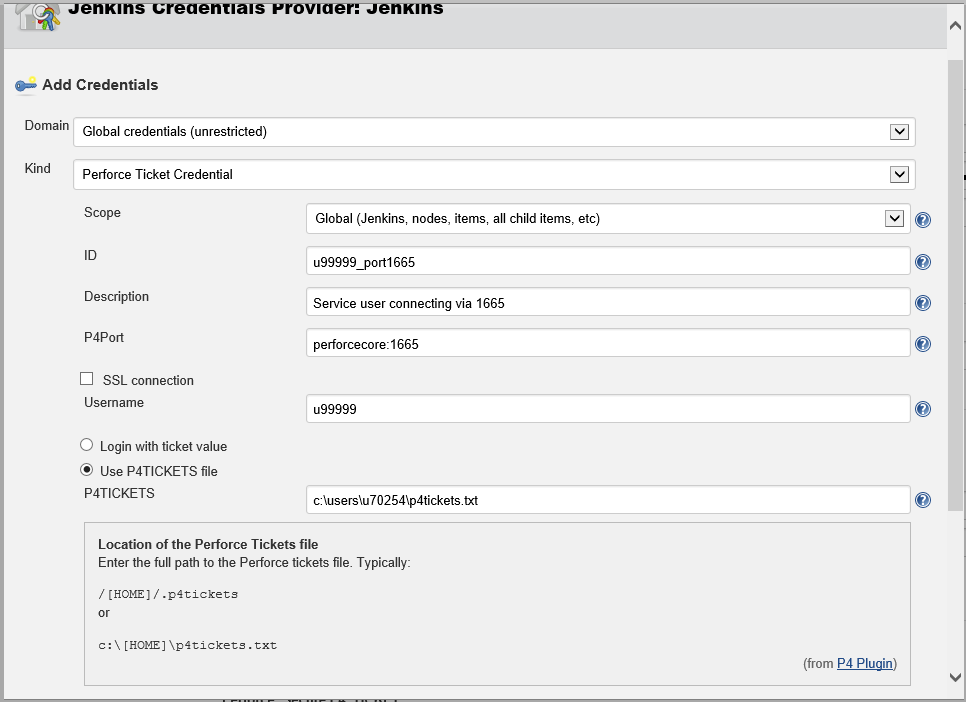 Jenkins Credentials Provider: Jenkins
Add Credentials
Domain
Global credentials (unrestricted)
Kind
Perforce Ticket Credential
Scope
Global (Jenkins, nodes, items, all child items, etc)
ID
u99999_port1665
Description
Service user connecting via 1665
P4Port
perforcecore:1665
SSL connection
Username
u99999
Login with ticket value
Use P4TICKETS file
P4TICKETS
c:\users\u70254\p4tickets.txt
Location of the Perforce Tickets file
Enter the full path to the Perforce tickets file. Typically:
/[HOME]/.p4tickets
or
c:\[HOME]\p4tickets.txt
(from P4 Plugin)